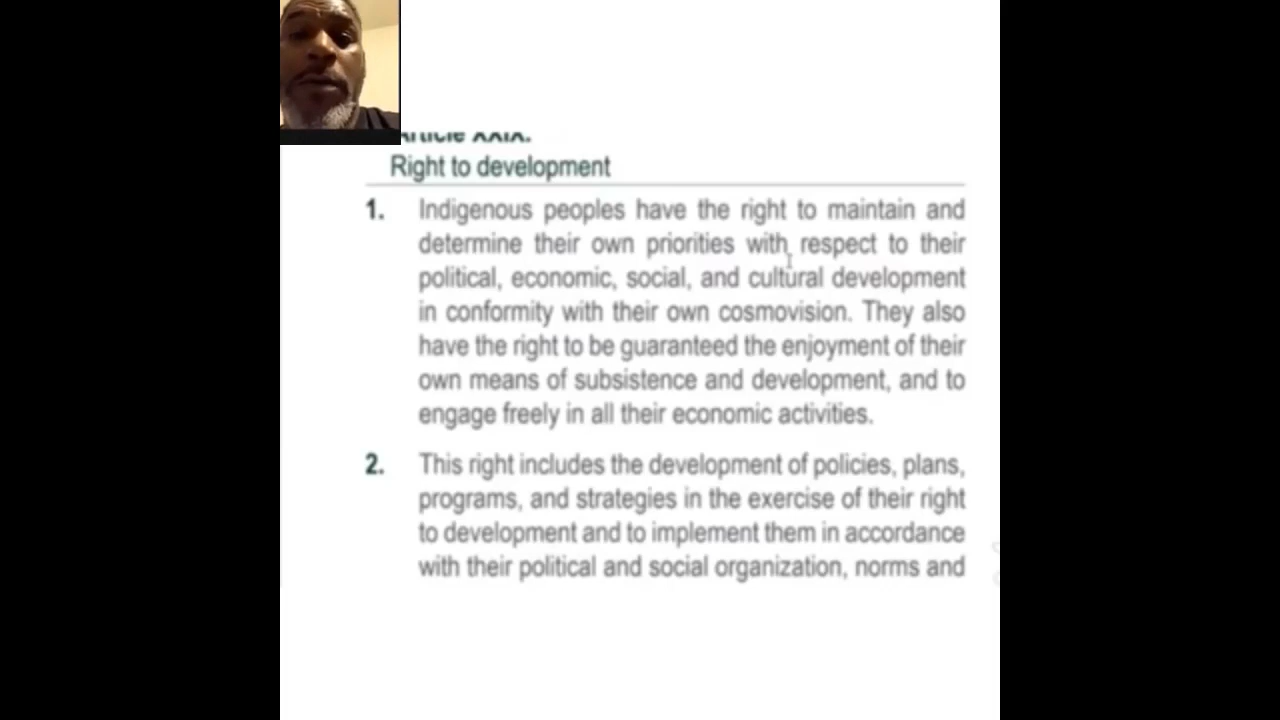 Article XXIX.
Right to development
1. Indigenous peoples have the right to maintain and
determine their own priorities with respect to their
political, economic, social, and cultural development
in conformity with their own cosmovision. They also
have the right to be guaranteed the enjoyment of their
own means of subsistence and development, and to
engage freely in all their economic activities.
2. This right includes the development of policies, plans,
programs, and strategies in the exercise of their right
to development and to implement them in accordance
with their political and social organization, norms and